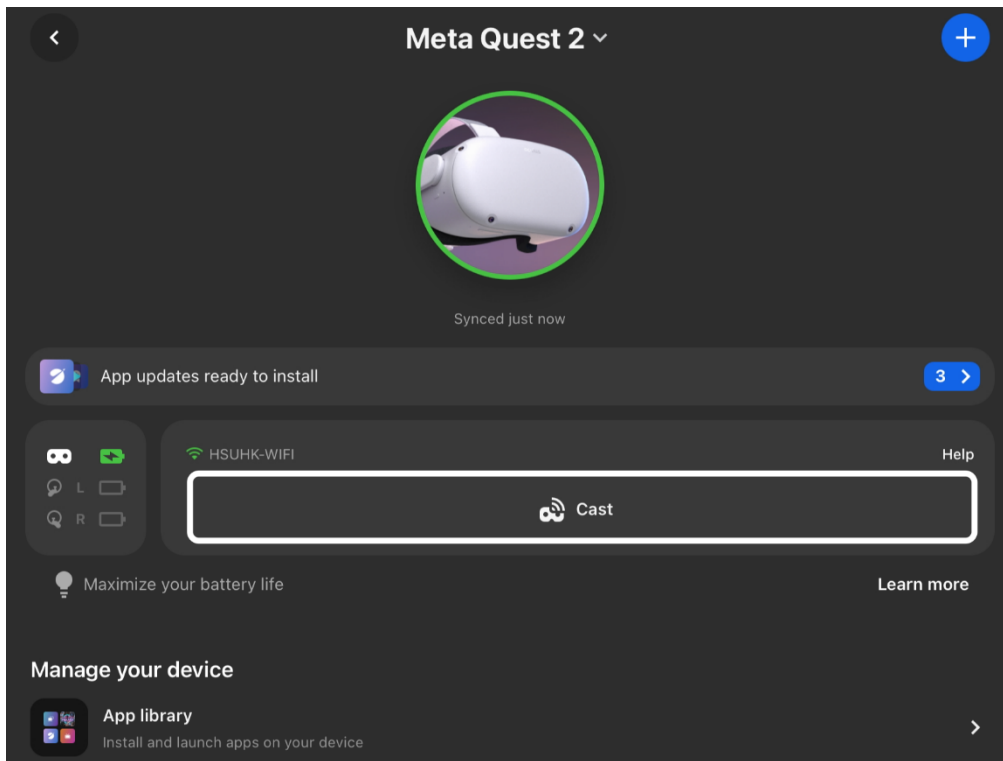 Meta Quest 2
Synced just now
App updates ready to install
3
HSUHK-WIFI
Help
L
R
Cast
Maximize your battery life
Learn more
Manage your device
App library
Install and launch apps on your device